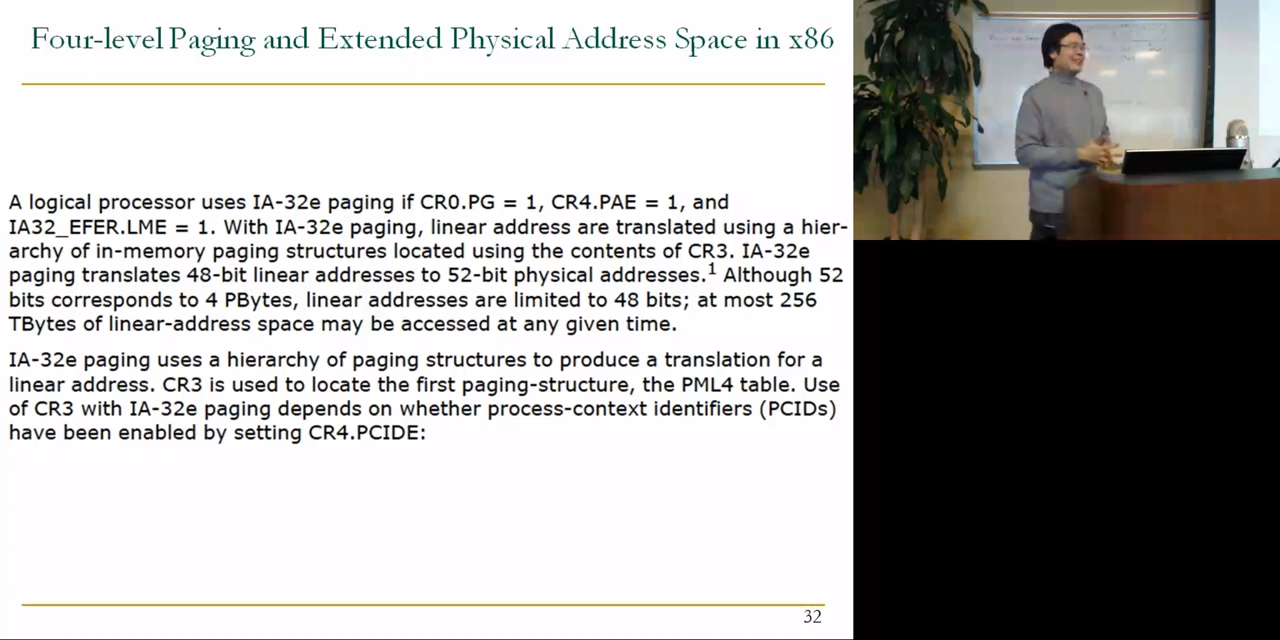 Four-level Paging and Extended Physical Address Space in x86
A logical processor uses IA-32e paging if CR0.PG = 1, CR4.PAE = 1, and
IA32_EFER.LME = 1. With IA-32e paging, linear address are translated using a hier-
archy of in-memory paging structures located using the contents of CR3. IA-32e
paging translates 48-bit linear addresses to 52-bit physical addresses.1 Although 52
bits corresponds to 4 PBytes, linear addresses are limited to 48 bits; at most 256
TBytes of linear-address space may be accessed at any given time.
IA-32e paging uses a hierarchy of paging structures to produce a translation for a
linear address. CR3 is used to locate the first paging-structure, the PML4 table. Use
of CR3 with IA-32e paging depends on whether process-context identifiers (PCIDs)
have been enabled by setting CR4.PCIDE:
32